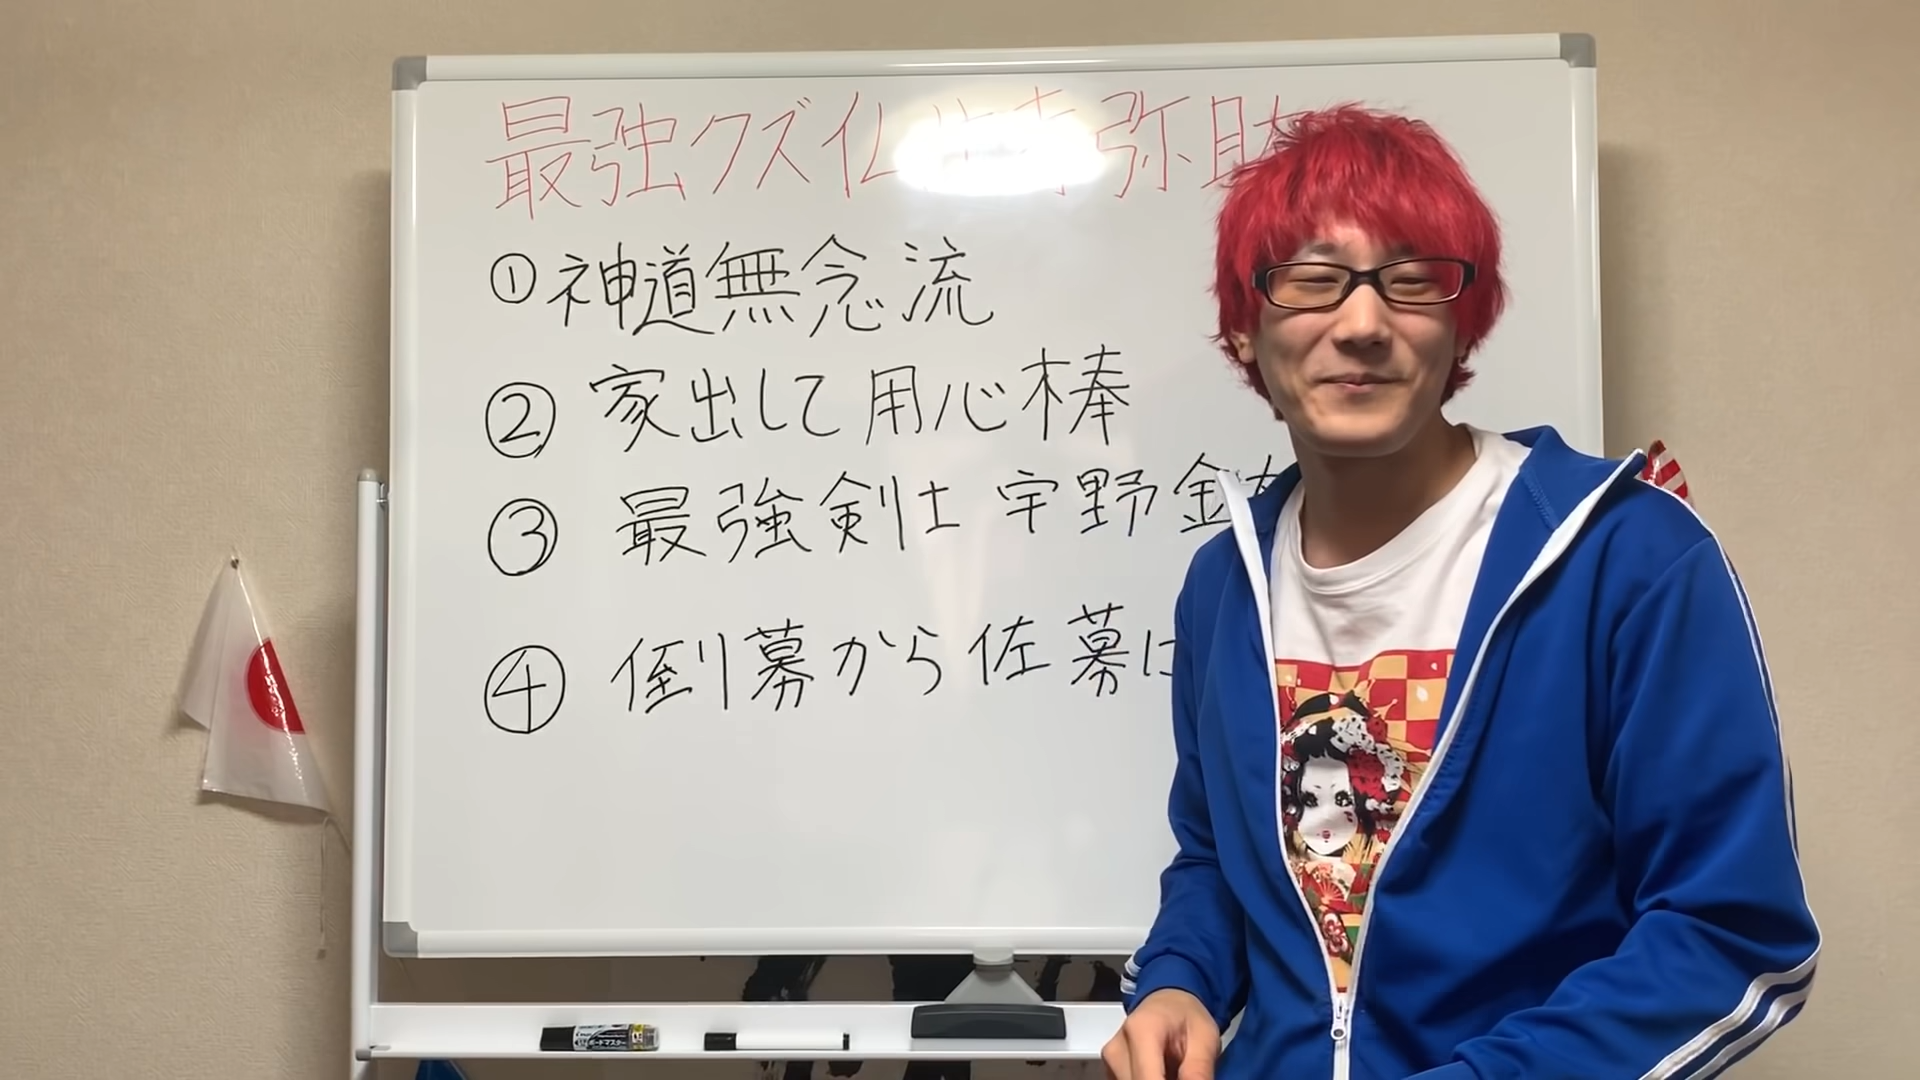 最強クズ仏 弥助
①神道無念流
②家出して用心棒
③最強剣士 宇野金
④倒幕から佐幕に
ボードマスター